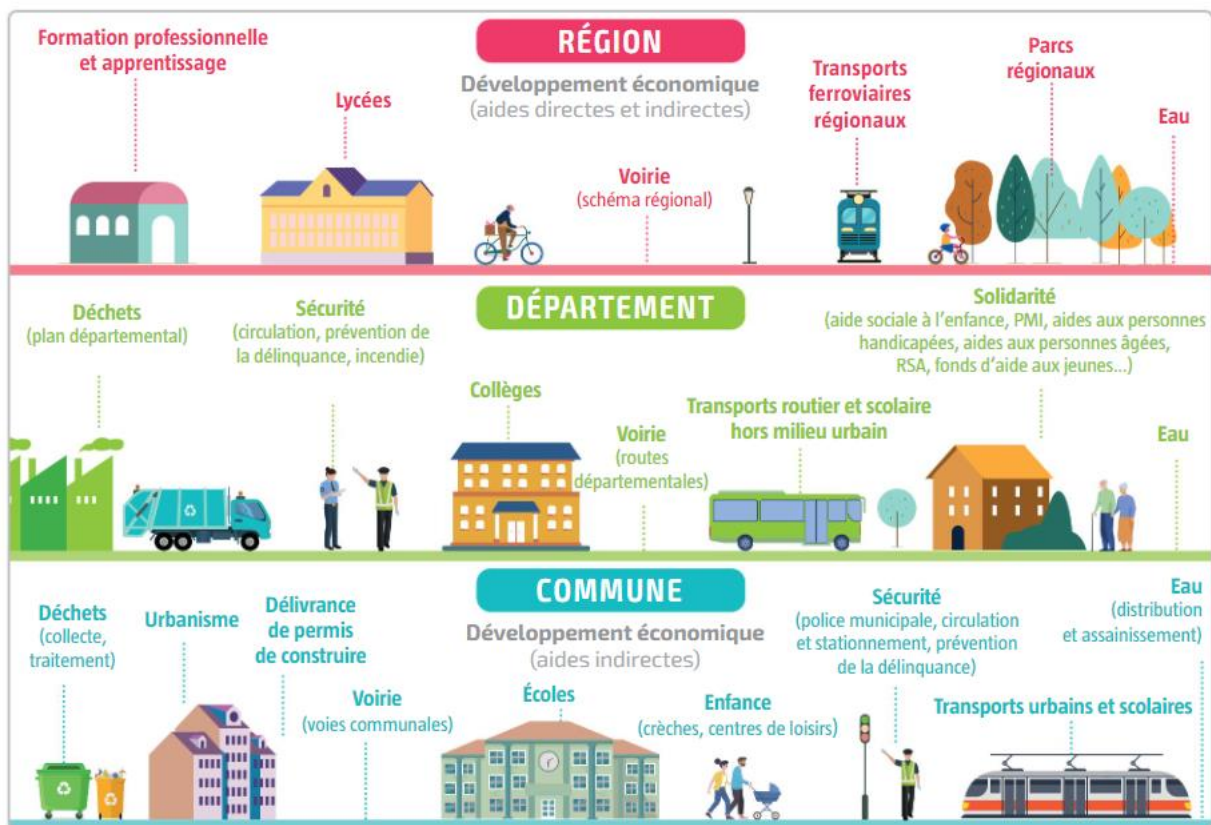 RÉGION
Développement économique
(aides directes et indirectes)
Formation professionnelle
et apprentissage
Lycées
Voirie
(schéma régional)
Transports
ferroviaires
régionaux
Parcs
régionaux
Eau
DÉPARTEMENT
Déchets
(plan départemental)
Sécurité
(circulation, prévention de
la délinquance, incendie)
Collèges
Voirie
(routes
départementales)
Transports routier et scolaire
hors milieu urbain
Solidarité
(aide sociale à l’enfance, PMI, aides aux personnes
handicapées, aides aux personnes âgées,
RSA, fonds d’aide aux jeunes...)
Eau
COMMUNE
Développement économique
(aides indirectes)
Déchets
(collecte,
traitement)
Urbanisme
Délivrance
de permis
de construire
Voirie
(voies communales)
Écoles
Enfance
(crèches, centres de loisirs)
Sécurité
(police municipale, circulation
et stationnement, prévention
de la délinquance)
Transports urbains et scolaires
Eau
(distribution
et assainissement)